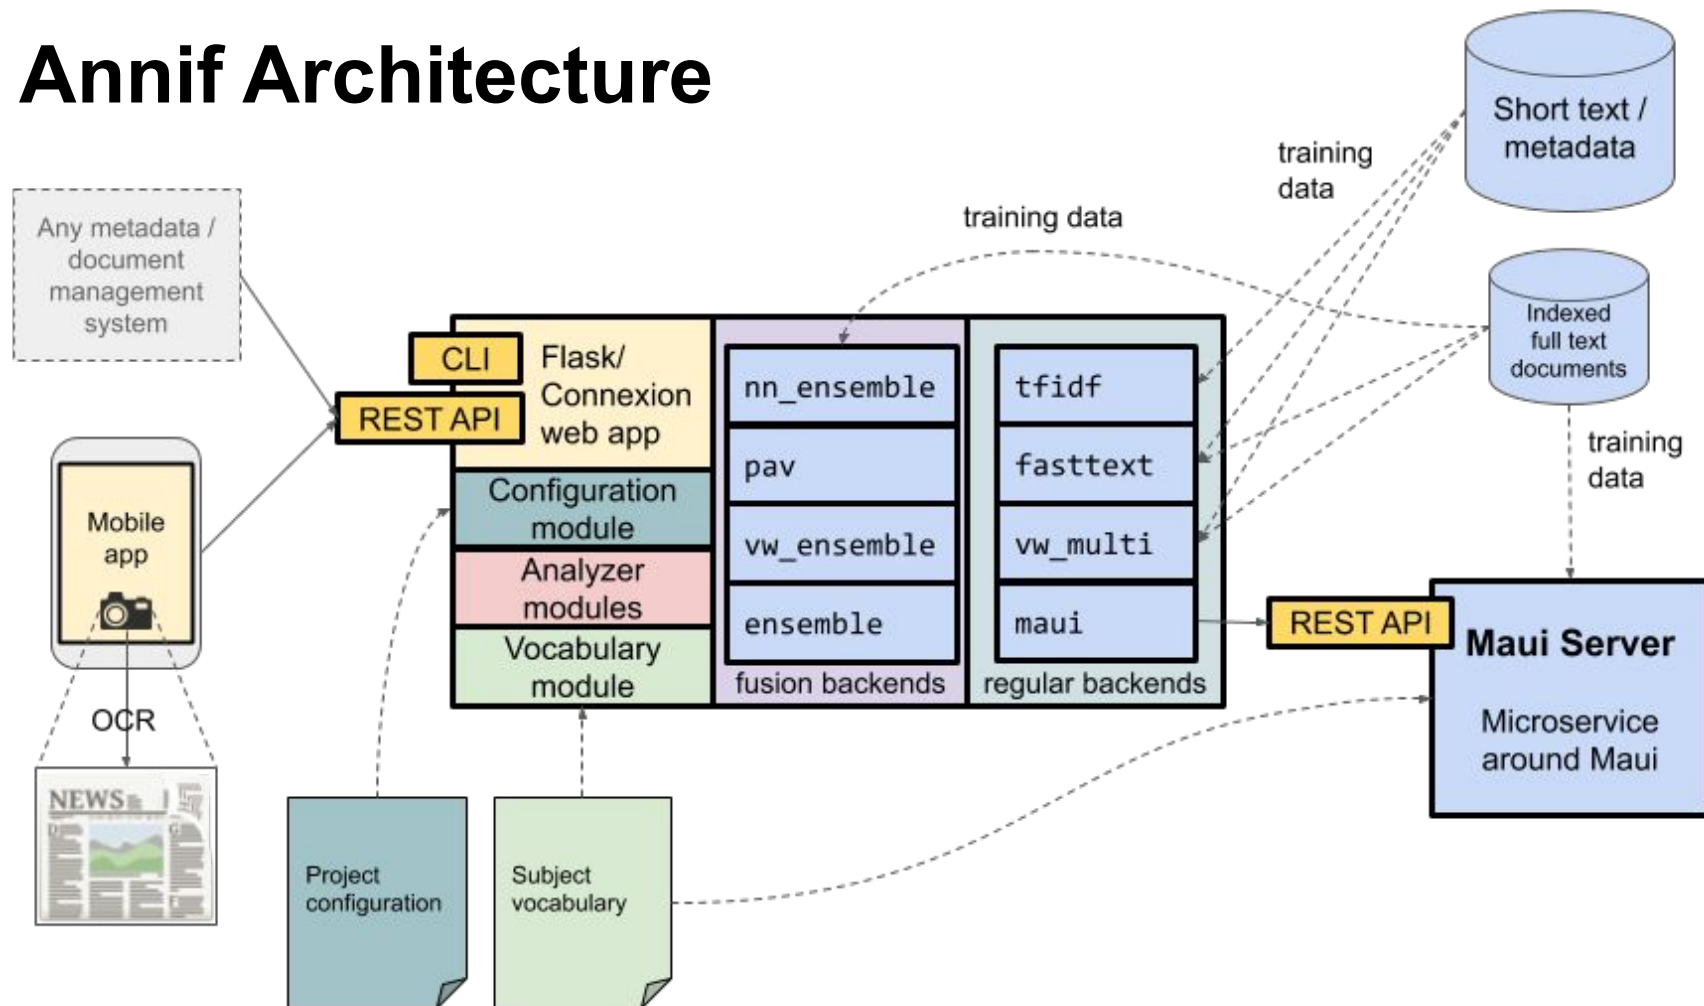 Annif Architecture
Short text /
metadata
training
data
training data
Any metadata /
document
management
system
Indexed
full text
documents
CLI
REST API
Flask/
Connexion
web app
nn_ensemble
pav
vw_ensemble
ensemble
fusion backends
tfidf
fasttext
vw_multi
maui
regular backends
Configuration
module
Analyzer
modules
Vocabulary
module
training
data
REST API
Maui Server
Microservice
around Maui
Mobile
app
OCR
NEWS
Project
configuration
Subject
vocabulary